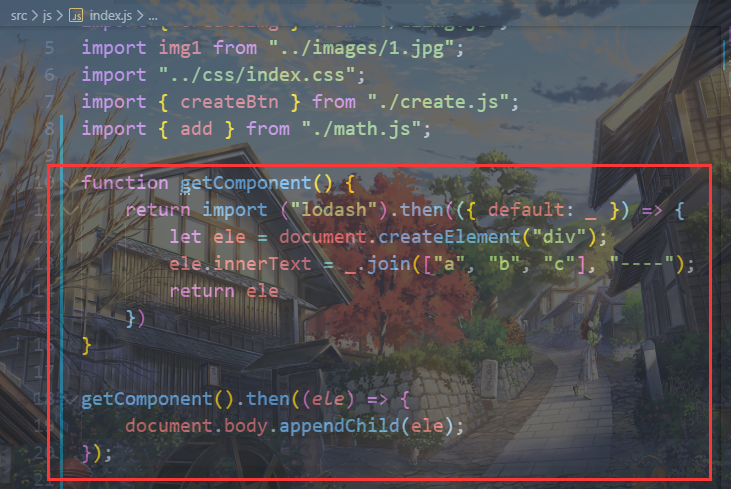 src > js > JS index.js > ...
5 import img1 from "../images/1.jpg";
6 import "../css/index.css";
7 import { createBtn } from "./create.js";
8 import { add } from "./math.js";
9
10 function getComponent() {
11 return import ("lodash").then(({ default: _ }) => {
12 let ele = document.createElement("div");
13 ele.innerText = _.join(["a", "b", "c"], "----");
14 return ele
15 })
16 }
17
18 getComponent().then((ele) => {
19 document.body.appendChild(ele);
20 });
21